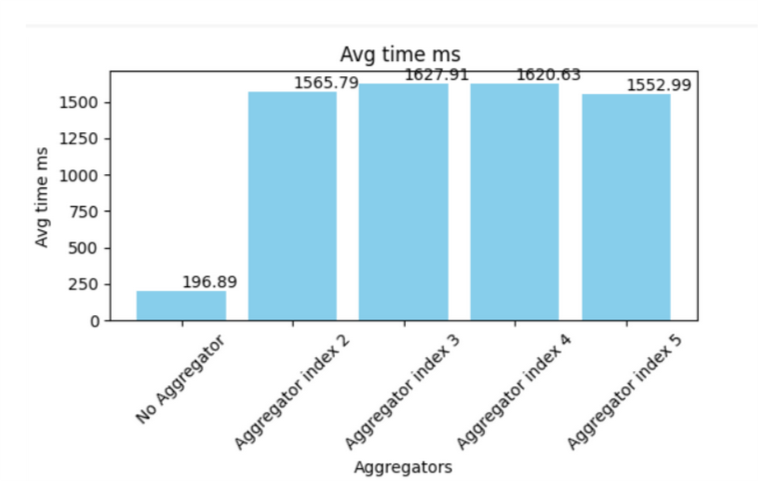 Avg time ms
1565.79
1627.91
1620.63
1552.99
196.89
1500
1250
1000
750
500
250
0
Avg time ms
No Aggregator
Aggregator index 2
Aggregator index 3
Aggregator index 4
Aggregator index 5
Aggregators